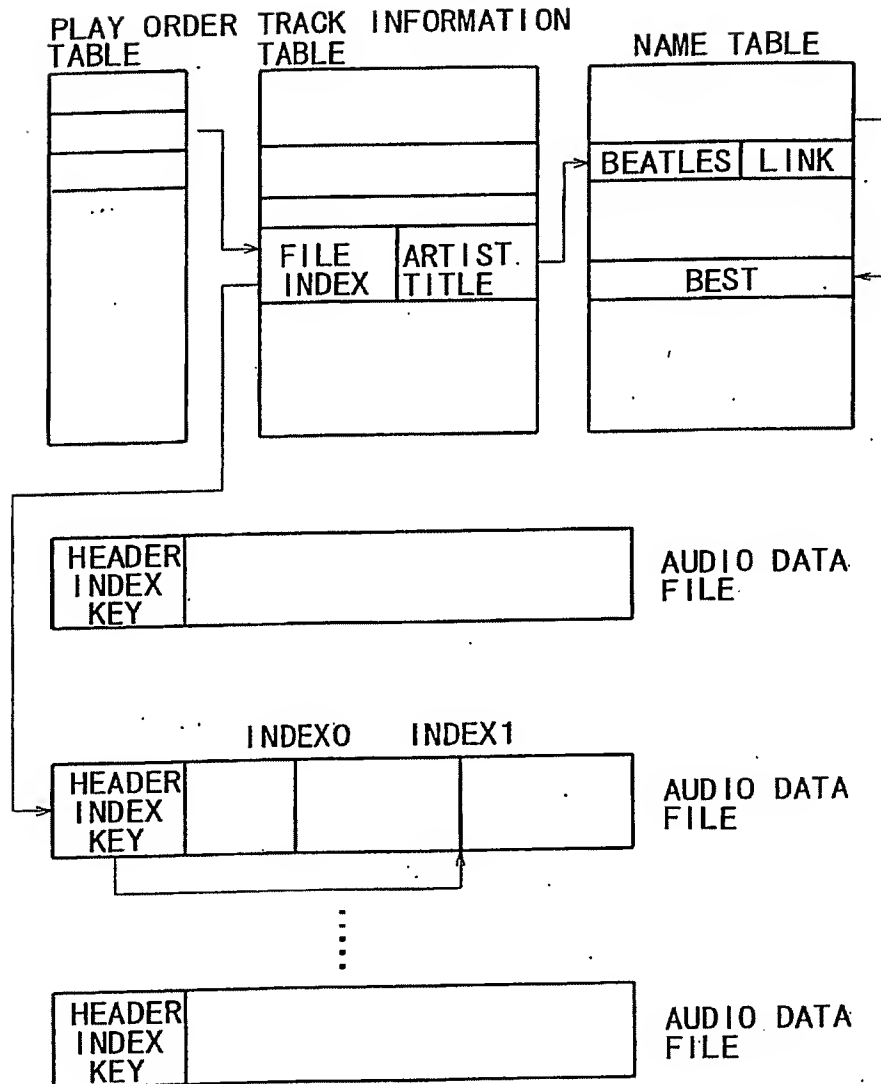 PLAY ORDER TABLE
TRACK INFORMATION TABLE
NAME TABLE
BEATLES LINK
FILE INDEX
ARTIST. TITLE
BEST
HEADER
INDEX
KEY
AUDIO DATA
FILE
INDEX0 INDEX1
HEADER
INDEX
KEY
AUDIO DATA
FILE
HEADER
INDEX
KEY
AUDIO DATA
FILE